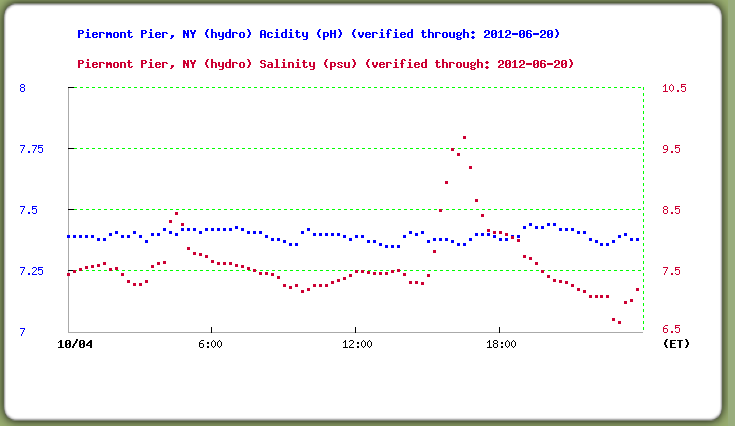 Piermont Pier, NY (hydro) Acidity (pH) (verified through: 2012-06-20)
Piermont Pier, NY (hydro) Salinity (psu) (verified through: 2012-06-20)
8 10.5
7.75 9.5
7.5 8.5
7.25 7.5
7 6.5
10/04 6:00 12:00 18:00 (ET)